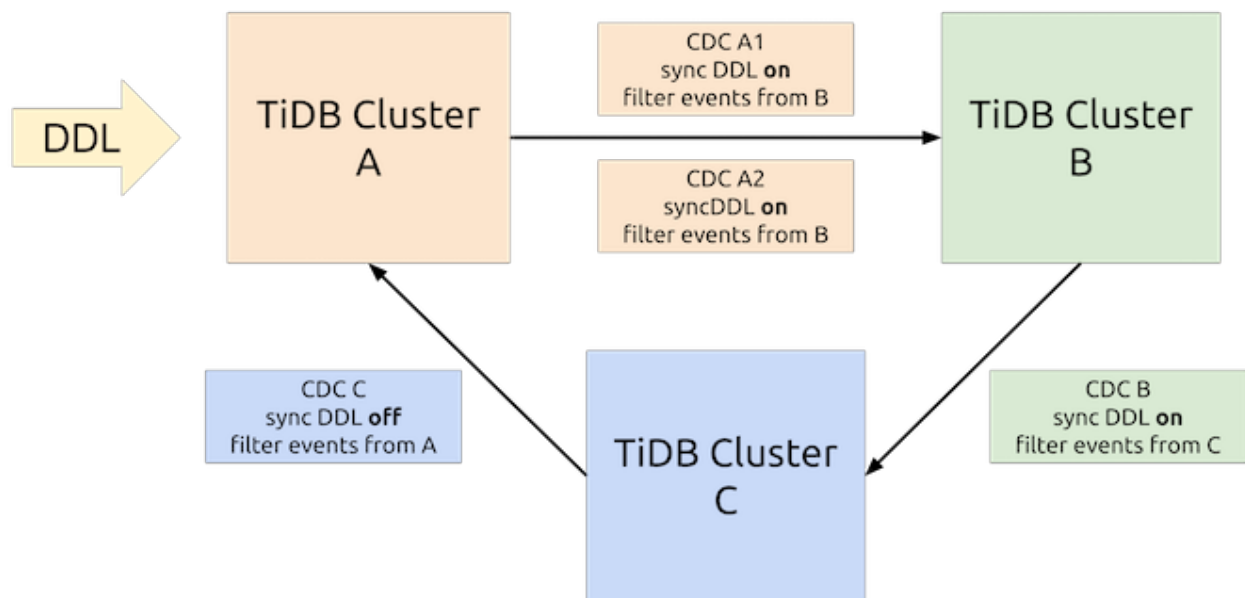 DDL
TiDB Cluster
A
CDC A1
sync DDL on
filter events from B
CDC A2
syncDDL on
filter events from B
TiDB Cluster
B
CDC C
sync DDL off
filter events from A
TiDB Cluster
C
CDC B
sync DDL on
filter events from C